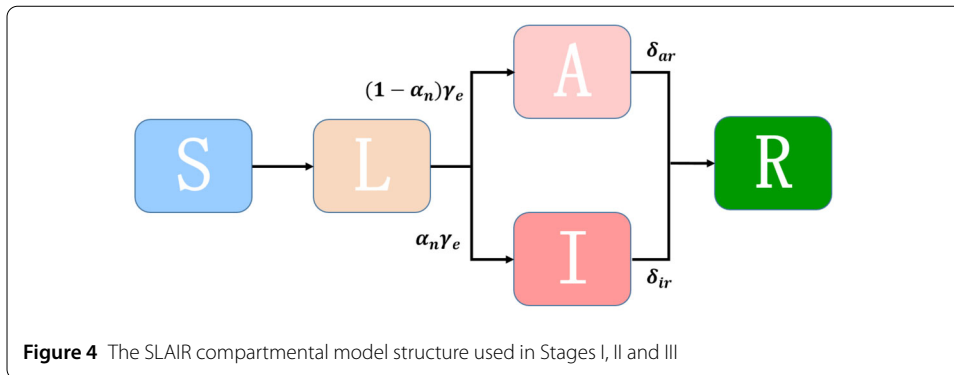 A
δ_ar
(1 − α_n)γ_e
S
L
R
α_nγ_e
I
δ_ir
Figure 4 The SLAIR compartmental model structure used in Stages I, II and III